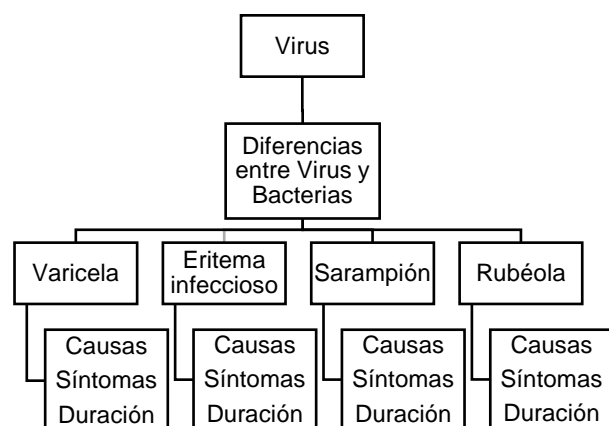 Virus
Diferencias
entre Virus y
Bacterias
Varicela
Eritema
infeccioso
Sarampión
Rubéola
Causas
Síntomas
Duración
Causas
Síntomas
Duración
Causas
Síntomas
Duración
Causas
Síntomas
Duración